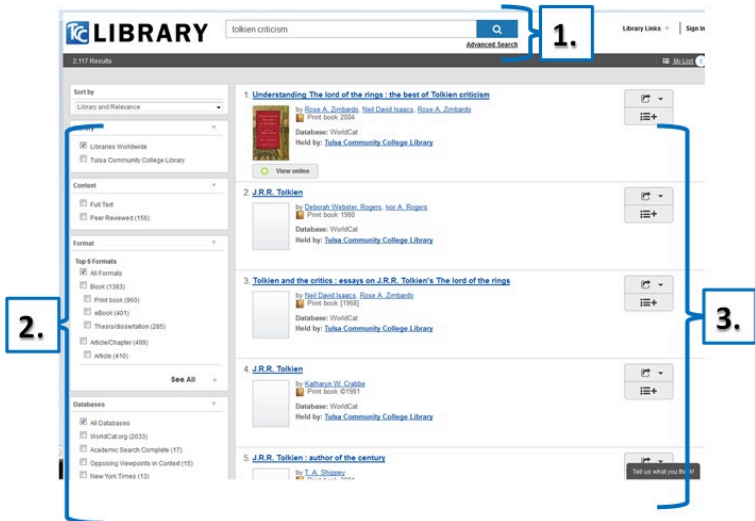 TCC LIBRARY
tolkien criticism
Advanced Search
1.
Library Links
Sign In
2,117 Results
My List
Sort by
Library and Relevance
2.
Libraries Worldwide
Tulsa Community College Library
Content
Full Text
Peer Reviewed (156)
Format
Top 6 Formats
All Formats
Book (1383)
Print book (960)
eBook (401)
Thesis/dissertation (285)
Article/Chapter (499)
Article (410)
See All
Databases
All Databases
WorldCat.org (2033)
Academic Search Complete (17)
Opposing Viewpoints in Context (15)
New York Times (13)
1. Understanding The lord of the rings : the best of Tolkien criticism
by Rose A. Zimbardo, Neil David Isaacs, Rose A. Zimbardo
Print book 2004
Database: WorldCat
Held by: Tulsa Community College Library
View online
2. J.R.R. Tolkien
by Deborah Webster, Rogers, Ivor A. Rogers
Print book 1980
Database: WorldCat
Held by: Tulsa Community College Library
3. Tolkien and the critics : essays on J.R.R. Tolkien's The lord of the rings
by Neil David Isaacs, Rose A. Zimbardo
Print book [1968]
Database: WorldCat
Held by: Tulsa Community College Library
4. J.R.R. Tolkien
by Katharyn W. Crabbe
Print book ©1981
Database: WorldCat
Held by: Tulsa Community College Library
5. J.R.R. Tolkien : author of the century
by T. A. Shippey
3.
Tell us what you think!